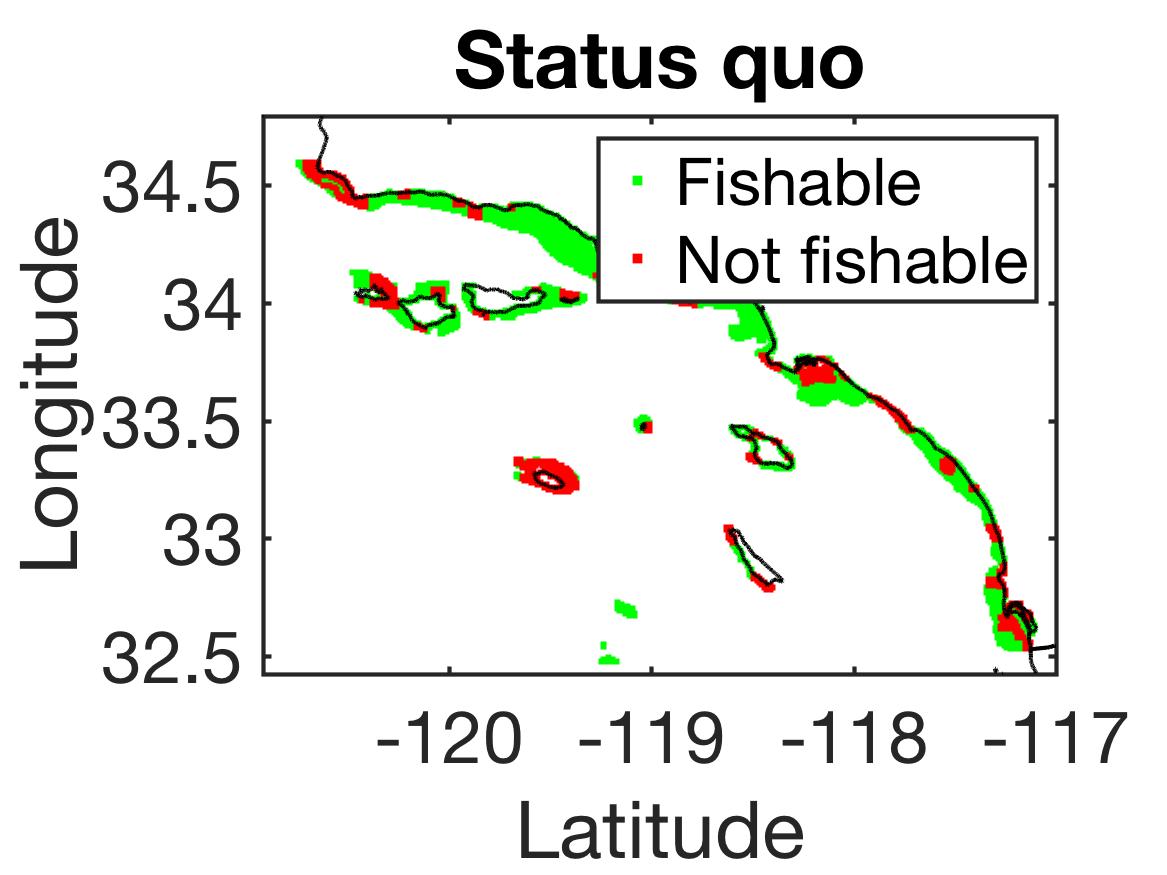 Status quo
Fishable
Not fishable
Longitude
34.5
34
33.5
33
32.5
-120 -119 -118 -117
Latitude